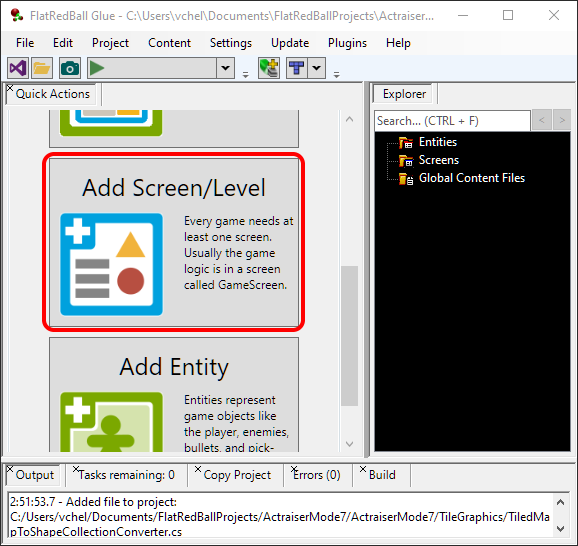 FlatRedBall Glue - C:\Users\vchel\Documents\FlatRedBallProjects\Actraiser...
File Edit Project Content Settings Update Plugins Help
Quick Actions
Explorer
Search... (CTRL + F)
< >
Entities
Screens
Global Content Files
Add Screen/Level
Every game needs at
least one screen.
Usually the game
logic is in a screen
called GameScreen.
Add Entity
Entities represent
game objects like
the player, enemies,
bullets, and pick-
Output Tasks remaining: 0 Copy Project Errors (0) Build
2:51:53.7 - Added file to project:
C:/Users/vchel/Documents/FlatRedBallProjects/ActraiserMode7/ActraiserMode7/TileGraphics/TiledM
apToShapeCollectionConverter.cs